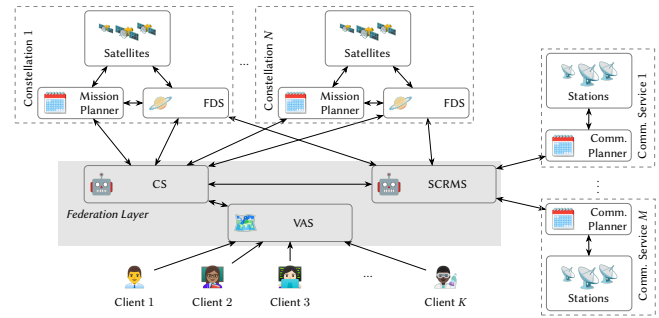 Constellation 1
Satellites
Mission
Planner
FDS
...
Constellation N
Satellites
Mission
Planner
FDS
Comm. Service 1
Stations
Comm.
Planner
...
Comm. Service M
Comm.
Planner
Stations
CS
SCRMS
Federation Layer
VAS
Client 1
Client 2
Client 3
...
Client K